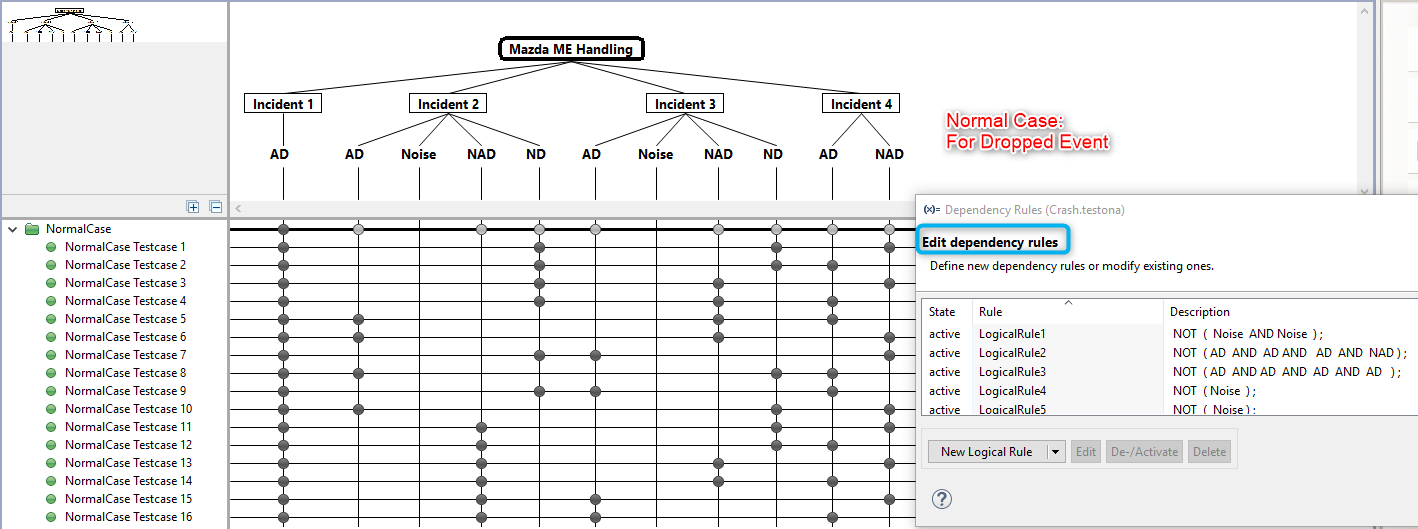 Mazda ME Handling
Incident 1 Incident 2 Incident 3 Incident 4
AD AD Noise NAD ND AD Noise NAD ND AD NAD
Normal Case:
For Dropped Event
NormalCase
NormalCase Testcase 1
NormalCase Testcase 2
NormalCase Testcase 3
NormalCase Testcase 4
NormalCase Testcase 5
NormalCase Testcase 6
NormalCase Testcase 7
NormalCase Testcase 8
NormalCase Testcase 9
NormalCase Testcase 10
NormalCase Testcase 11
NormalCase Testcase 12
NormalCase Testcase 13
NormalCase Testcase 14
NormalCase Testcase 15
NormalCase Testcase 16
(x)= Dependency Rules (Crash.testona)
Edit dependency rules
Define new dependency rules or modify existing ones.
State Rule Description
active LogicalRule1 NOT ( Noise AND Noise );
active LogicalRule2 NOT ( AD AND AD AND AD AND NAD );
active LogicalRule3 NOT ( AD AND AD AND AD AND AD );
active LogicalRule4 NOT ( Noise );
active LogicalRule5 NOT ( Noise );
New Logical Rule Edit De-/Activate Delete
?